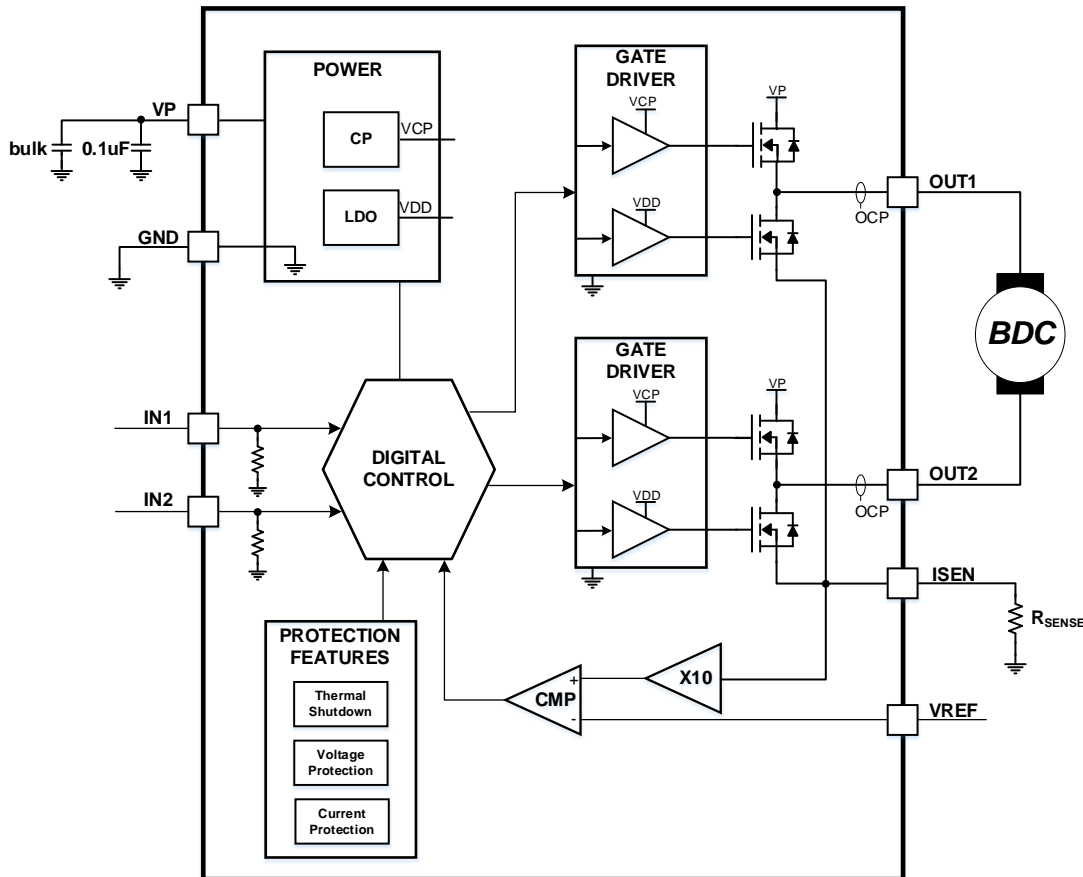 POWER
CP
VCP
LDO
VDD
VP
bulk
0.1uF
GND
GATE
DRIVER
VCP
VDD
VP
OUT1
OCP
BDC
GATE
DRIVER
VCP
VDD
VP
OUT2
OCP
IN1
IN2
DIGITAL
CONTROL
ISEN
RSENSE
PROTECTION
FEATURES
Thermal
Shutdown
Voltage
Protection
Current
Protection
CMP
+
-
X10
VREF